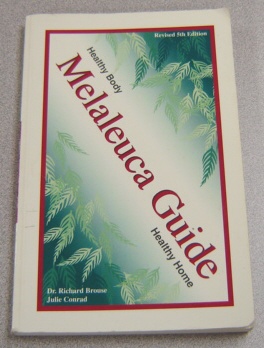 Revised 5th Edition
Healthy Body
Melaleuca Guide
Healthy Home
Dr. Richard Brouse
Julie Conrad